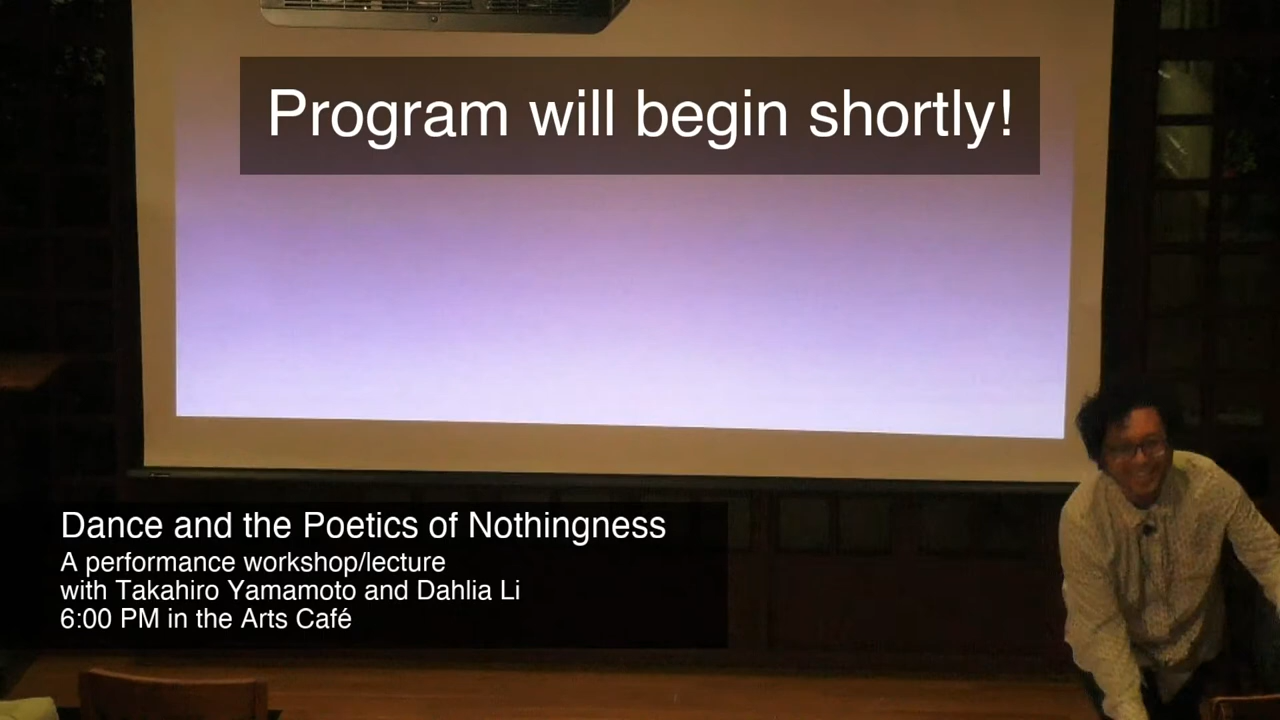 Program will begin shortly!
Dance and the Poetics of Nothingness
A performance workshop/lecture
with Takahiro Yamamoto and Dahlia Li
6:00 PM in the Arts Café